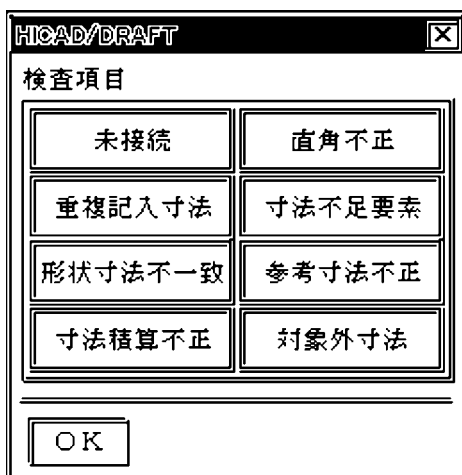 HICAD/DRAFT
検査項目
未接続 直角不正
重複記入寸法 寸法不足要素
形状寸法不一致 参考寸法不正
寸法積算不正 対象外寸法
OK